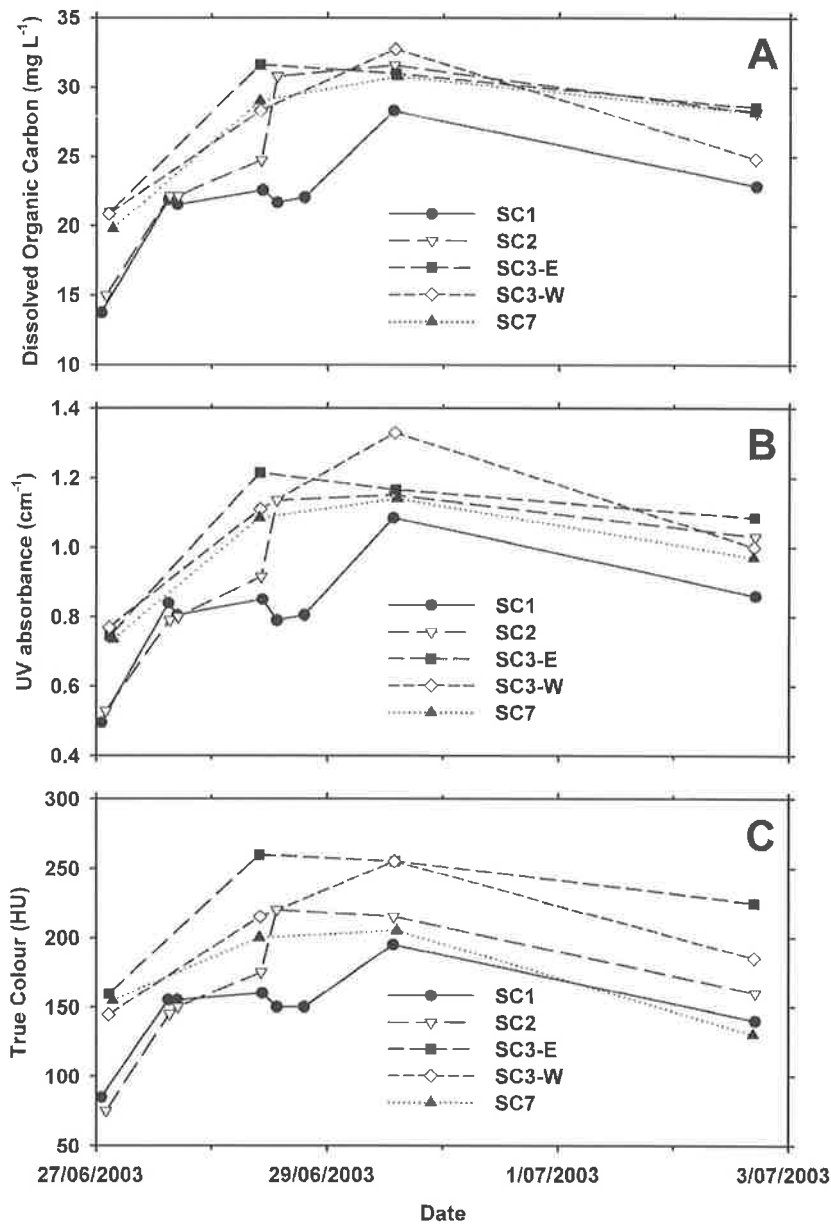 35
30
25
20
15
10
Dissolved Organic Carbon (mg L⁻¹)
A
SC1
SC2
SC3-E
SC3-W
SC7
1.4
1.2
1.0
0.8
0.6
0.4
UV absorbance (cm⁻¹)
B
SC1
SC2
SC3-E
SC3-W
SC7
300
250
200
150
100
50
True Colour (HU)
C
SC1
SC2
SC3-E
SC3-W
SC7
27/06/2003 29/06/2003 1/07/2003 3/07/2003
Date